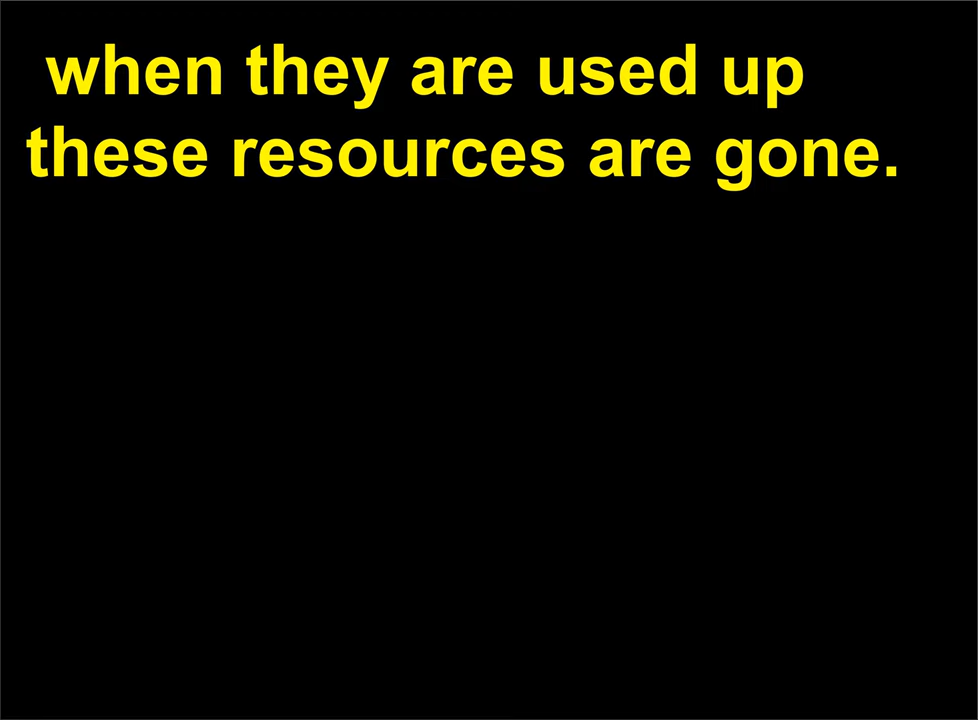 when they are used up
these resources are gone.